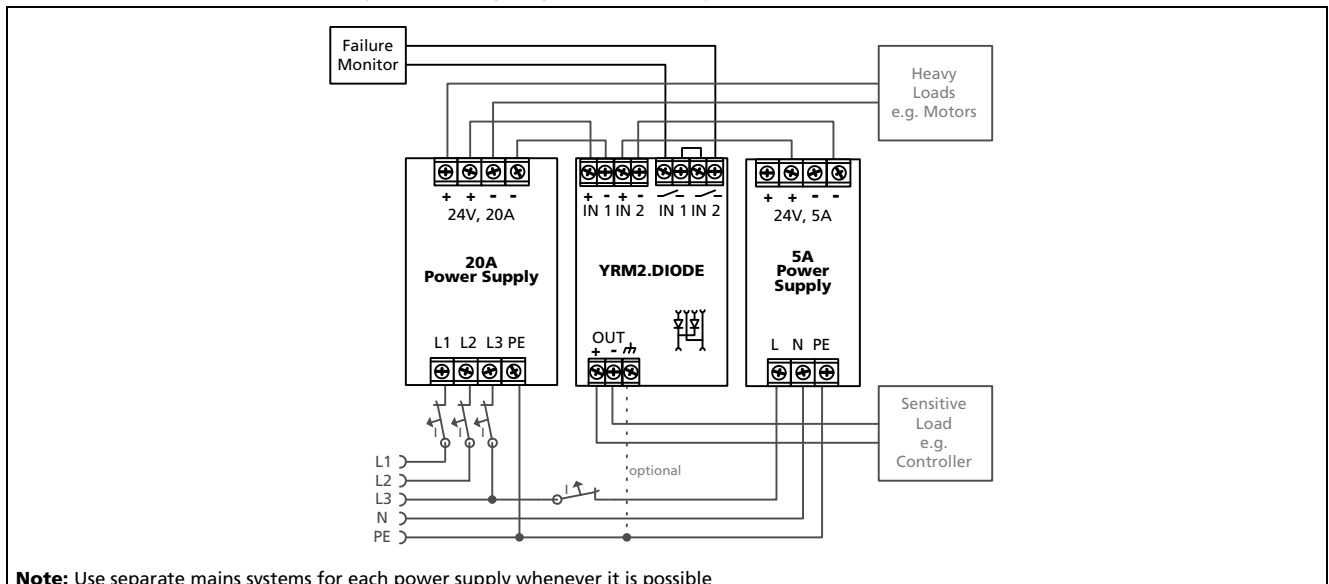 Failure
Monitor
Heavy
Loads
e.g. Motors
+ + - -
24V, 20A
20A
Power Supply
L1 L2 L3 PE
+ - + -
IN 1 IN 2
IN 1 IN 2
YRM2.DIODE
OUT
+ -
+ + - -
24V, 5A
5A
Power
Supply
L N PE
I
I
I
I
Sensitive
Load
e.g.
Controller
optional
L1
L2
L3
N
PE
Note: Use separate mains systems for each power supply whenever it is possible